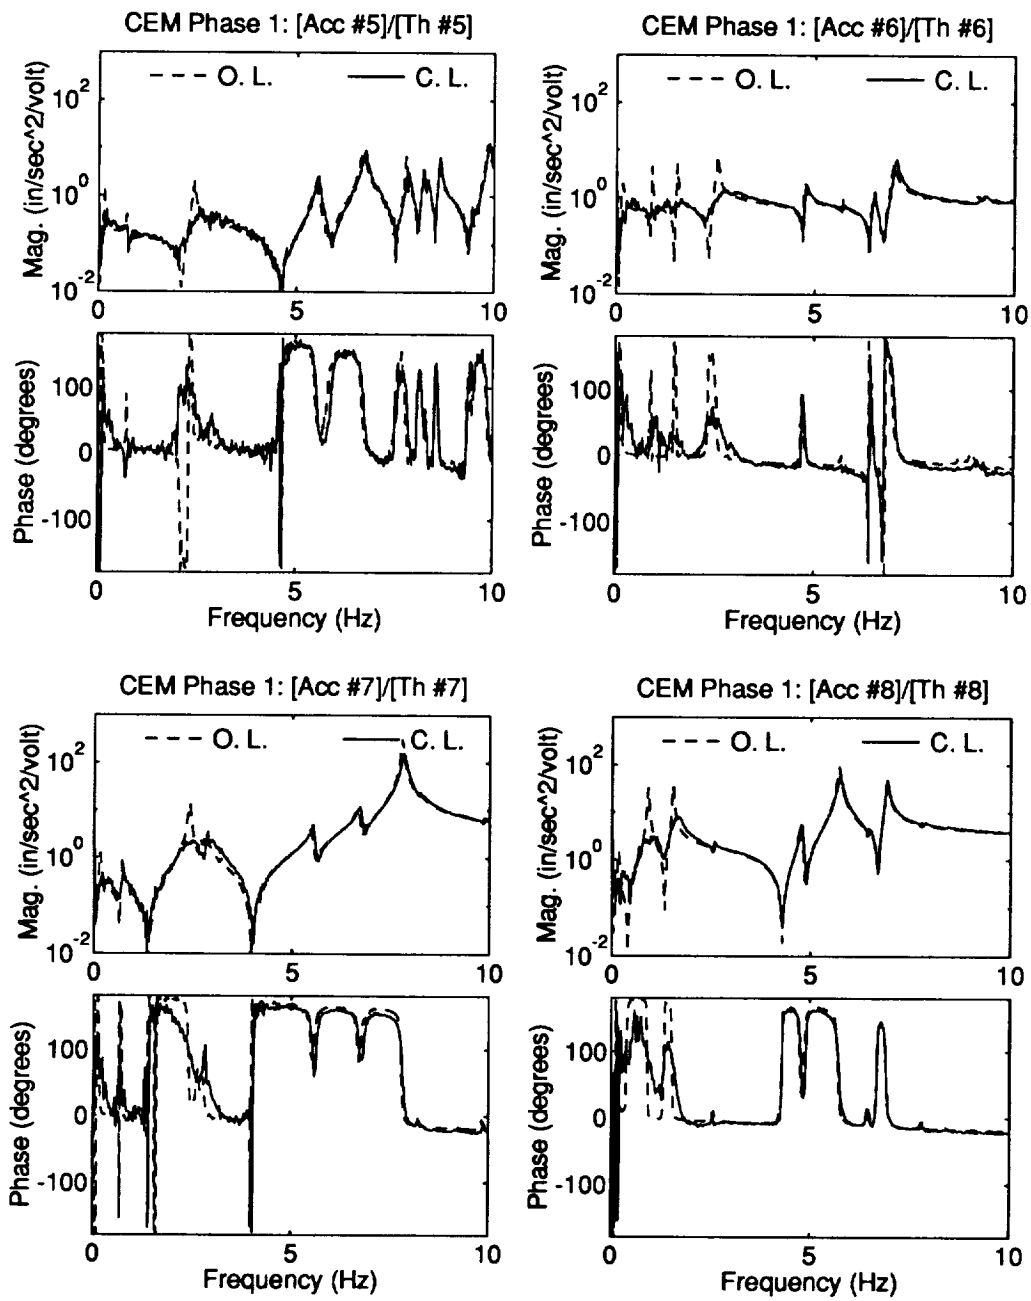 CEM Phase 1: [Acc #5]/[Th #5]
Mag. (in/sec^2/volt)
O. L.
C. L.
10^2
10^0
10^-2
0
5
10
Phase (degrees)
100
0
-100
0
5
10
Frequency (Hz)
CEM Phase 1: [Acc #6]/[Th #6]
Mag. (in/sec^2/volt)
O. L.
C. L.
10^2
10^0
10^-2
0
5
10
Phase (degrees)
100
0
-100
0
5
10
Frequency (Hz)
CEM Phase 1: [Acc #7]/[Th #7]
Mag. (in/sec^2/volt)
O. L.
C. L.
10^2
10^0
10^-2
0
5
10
Phase (degrees)
100
0
-100
0
5
10
Frequency (Hz)
CEM Phase 1: [Acc #8]/[Th #8]
Mag. (in/sec^2/volt)
O. L.
C. L.
10^2
10^0
10^-2
0
5
10
Phase (degrees)
100
0
-100
0
5
10
Frequency (Hz)